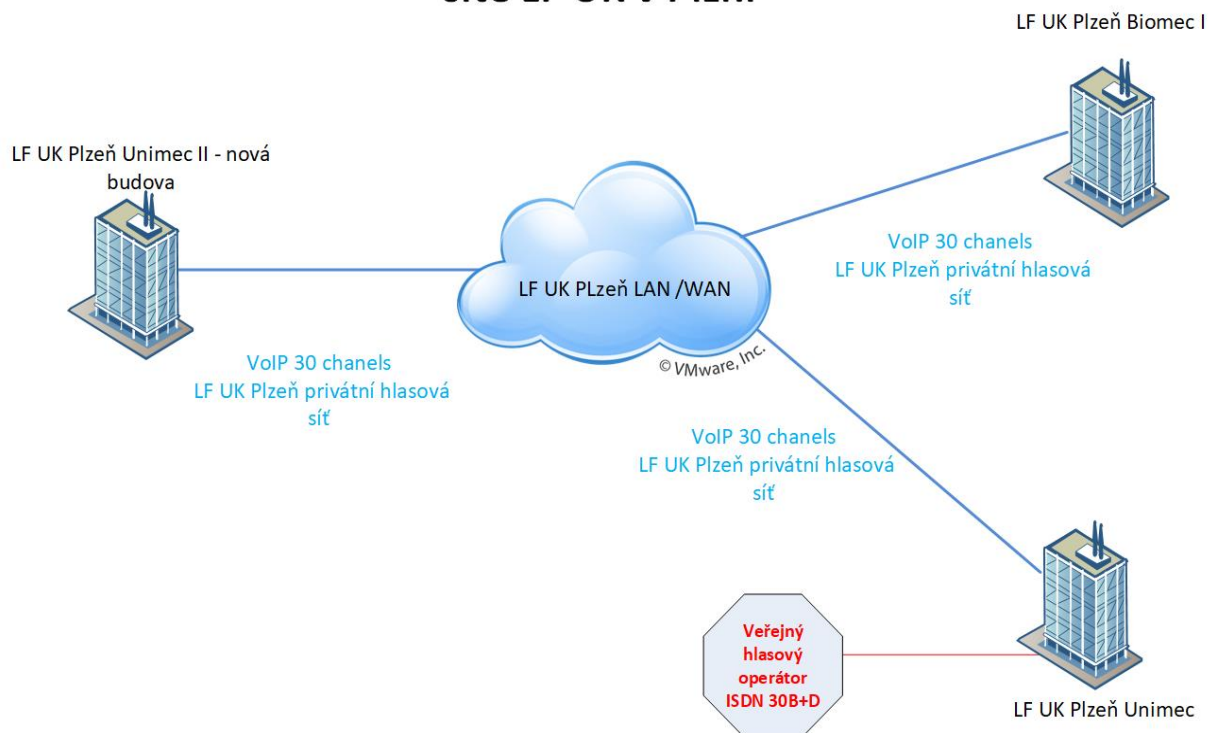 LF UK Plzeň Biomec I
LF UK Plzeň Unimec II - nová
budova
LF UK PLzeň LAN /WAN
© VMware, Inc.
VoIP 30 chanels
LF UK Plzeň privátní hlasová
síť
VoIP 30 chanels
LF UK Plzeň privátní hlasová
síť
VoIP 30 chanels
LF UK Plzeň privátní hlasová
síť
Veřejný
hlasový
operátor
ISDN 30B+D
LF UK Plzeň Unimec